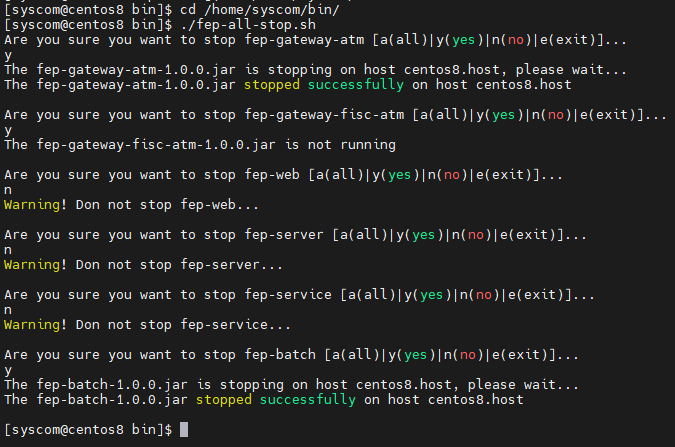 [syscom@centos8 bin]$ cd /home/syscom/bin/
[syscom@centos8 bin]$ ./fep-all-stop.sh
Are you sure you want to stop fep-gateway-atm [a(all)|y(yes)|n(no)|e(exit)]...
y
The fep-gateway-atm-1.0.0.jar is stopping on host centos8.host, please wait...
The fep-gateway-atm-1.0.0.jar stopped successfully on host centos8.host
Are you sure you want to stop fep-gateway-fisc-atm [a(all)|y(yes)|n(no)|e(exit)]...
y
The fep-gateway-fisc-atm-1.0.0.jar is not running
Are you sure you want to stop fep-web [a(all)|y(yes)|n(no)|e(exit)]...
n
Warning! Don not stop fep-web...
Are you sure you want to stop fep-server [a(all)|y(yes)|n(no)|e(exit)]...
n
Warning! Don not stop fep-server...
Are you sure you want to stop fep-service [a(all)|y(yes)|n(no)|e(exit)]...
n
Warning! Don not stop fep-service...
Are you sure you want to stop fep-batch [a(all)|y(yes)|n(no)|e(exit)]...
y
The fep-batch-1.0.0.jar is stopping on host centos8.host, please wait...
The fep-batch-1.0.0.jar stopped successfully on host centos8.host
[syscom@centos8 bin]$